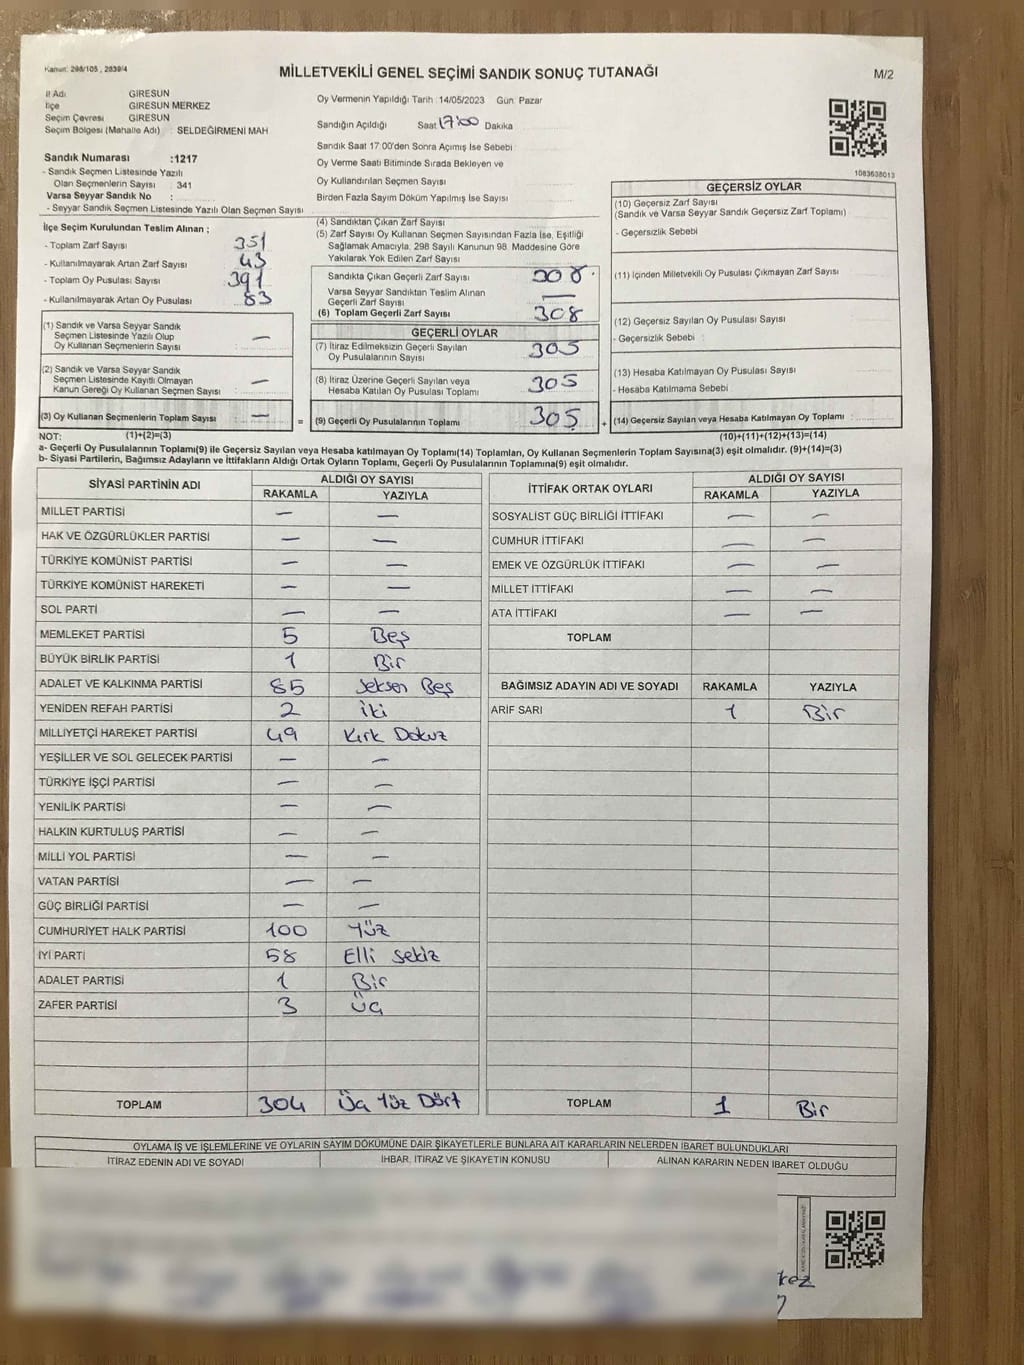 Kanun: 298/105 , 2839/4
MİLLETVEKİLİ GENEL SEÇİMİ SANDIK SONUÇ TUTANAĞI
M/2
İl Adı GİRESUN
İlçe GİRESUN MERKEZ
Seçim Çevresi GİRESUN
Seçim Bölgesi (Mahalle Adı) : SELDEĞİRMENİ MAH
Oy Vermenin Yapıldığı Tarih :14/05/2023 Gün: Pazar
Sandığın Açıldığı Saat 17:00 Dakika
Sandık Saat 17:00'den Sonra Açımış İse Sebebi
Oy Verme Saati Bitiminde Sırada Bekleyen ve
Oy Kullandırılan Seçmen Sayısı
Birden Fazla Sayım Döküm Yapılmış İse Sayısı
1083638013
Sandık Numarası :1217
- Sandık Seçmen Listesinde Yazılı
Olan Seçmenlerin Sayısı : 341
Varsa Seyyar Sandık No :
- Seyyar Sandık Seçmen Listesinde Yazılı Olan Seçmen Sayısı
İlçe Seçim Kurulundan Teslim Alınan ;
- Toplam Zarf Sayısı 351
- Kullanılmayarak Artan Zarf Sayısı 43
- Toplam Oy Pusulası Sayısı 391
- Kullanılmayarak Artan Oy Pusulası 83
(1) Sandık ve Varsa Seyyar Sandık
Seçmen Listesinde Yazılı Olup
Oy Kullanan Seçmenlerin Sayısı —
(2) Sandık ve Varsa Seyyar Sandık
Seçmen Listesinde Kayıtlı Olmayan
Kanun Gereği Oy Kullanan Seçmen Sayısı —
(3) Oy Kullanan Seçmenlerin Toplam Sayısı —
(4) Sandıktan Çıkan Zarf Sayısı
(5) Zarf Sayısı Oy Kullanan Seçmen Sayısından Fazla İse, Eşitliği
Sağlamak Amacıyla, 298 Sayılı Kanunun 98. Maddesine Göre
Yakılarak Yok Edilen Zarf Sayısı
Sandıkta Çıkan Geçerli Zarf Sayısı 308
Varsa Seyyar Sandıktan Teslim Alınan
Geçerli Zarf Sayısı —
(6) Toplam Geçerli Zarf Sayısı 308
GEÇERLİ OYLAR
(7) İtiraz Edilmeksizin Geçerli Sayılan
Oy Pusulalarının Sayısı 305
(8) İtiraz Üzerine Geçerli Sayılan veya
Hesaba Katılan Oy Pusulası Toplamı 305
= (9) Geçerli Oy Pusulalarının Toplamı 305 +
GEÇERSİZ OYLAR
(10) Geçersiz Zarf Sayısı
(Sandık ve Varsa Seyyar Sandık Geçersiz Zarf Toplamı)
- Geçersizlik Sebebi
(11) İçinden Milletvekili Oy Pusulası Çıkmayan Zarf Sayısı
(12) Geçersiz Sayılan Oy Pusulası Sayısı
- Geçersizlik Sebebi :
(13) Hesaba Katılmayan Oy Pusulası Sayısı
- Hesaba Katılmama Sebebi
(14) Geçersiz Sayılan veya Hesaba Katılmayan Oy Toplamı
NOT: (1)+(2)=(3)
(10)+(11)+(12)+(13)=(14)
a- Geçerli Oy Pusulalarının Toplamı(9) ile Geçersiz Sayılan veya Hesaba katılmayan Oy Toplamı(14) Toplamları, Oy Kullanan Seçmenlerin Toplam Sayısına(3) eşit olmalıdır. (9)+(14)=(3)
b- Siyasi Partilerin, Bağımsız Adayların ve İttifakların Aldığı Ortak Oyların Toplamı, Geçerli Oy Pusulalarının Toplamına(9) eşit olmalıdır.
SİYASİ PARTİNİN ADI ALDIĞI OY SAYISI
RAKAMLA YAZIYLA
MİLLET PARTİSİ — —
HAK VE ÖZGÜRLÜKLER PARTİSİ — —
TÜRKİYE KOMÜNİST PARTİSİ — —
TÜRKİYE KOMÜNİST HAREKETİ — —
SOL PARTİ — —
MEMLEKET PARTİSİ 5 Beş
BÜYÜK BİRLİK PARTİSİ 1 Bir
ADALET VE KALKINMA PARTİSİ 85 Seksen Beş
YENİDEN REFAH PARTİSİ 2 iki
MİLLİYETÇİ HAREKET PARTİSİ 49 Kırk Dokuz
YEŞİLLER VE SOL GELECEK PARTİSİ — —
TÜRKİYE İŞÇİ PARTİSİ — —
YENİLİK PARTİSİ — —
HALKIN KURTULUŞ PARTİSİ — —
MİLLİ YOL PARTİSİ — —
VATAN PARTİSİ — —
GÜÇ BİRLİĞİ PARTİSİ — —
CUMHURİYET HALK PARTİSİ 100 Yüz
İYİ PARTİ 58 Elli sekiz
ADALET PARTİSİ 1 Bir
ZAFER PARTİSİ 3 Üç
TOPLAM 304 Üç Yüz Dört
İTTİFAK ORTAK OYLARI ALDIĞI OY SAYISI
RAKAMLA YAZIYLA
SOSYALİST GÜÇ BİRLİĞİ İTTİFAKI — —
CUMHUR İTTİFAKI — —
EMEK VE ÖZGÜRLÜK İTTİFAKI — —
MİLLET İTTİFAKI — —
ATA İTTİFAKI — —
TOPLAM
BAĞIMSIZ ADAYIN ADI VE SOYADI RAKAMLA YAZIYLA
ARİF SARI 1 Bir
TOPLAM 1 Bir
OYLAMA İŞ VE İŞLEMLERİNE VE OYLARIN SAYIM DÖKÜMÜNE DAİR ŞİKAYETLERLE BUNLARA AİT KARARLARIN NELERDEN İBARET BULUNDUKLARI
İTİRAZ EDENİN ADI VE SOYADI İHBAR, İTİRAZ VE ŞİKAYETİN KONUSU ALINAN KARARIN NEDEN İBARET OLDUĞU